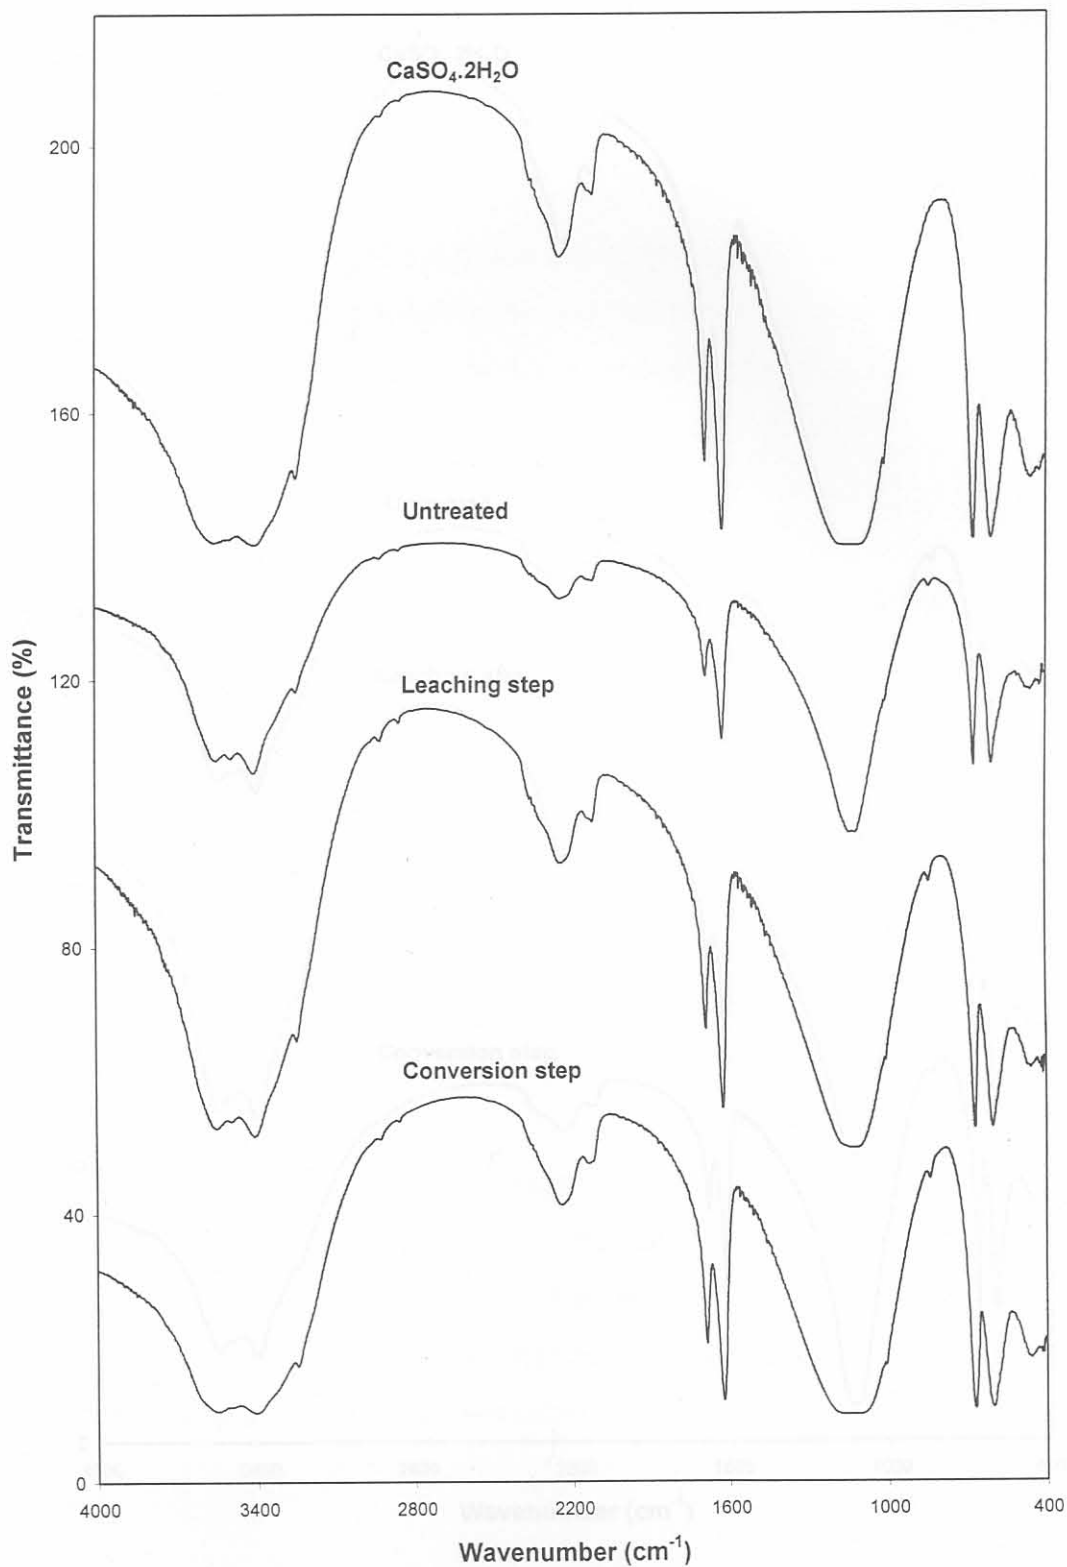 CaSO₄.2H₂O
200
160
Untreated
Transmittance (%)
120
Leaching step
80
Conversion step
40
0
4000 3400 2800 2200 1600 1000 400
Wavenumber (cm⁻¹)